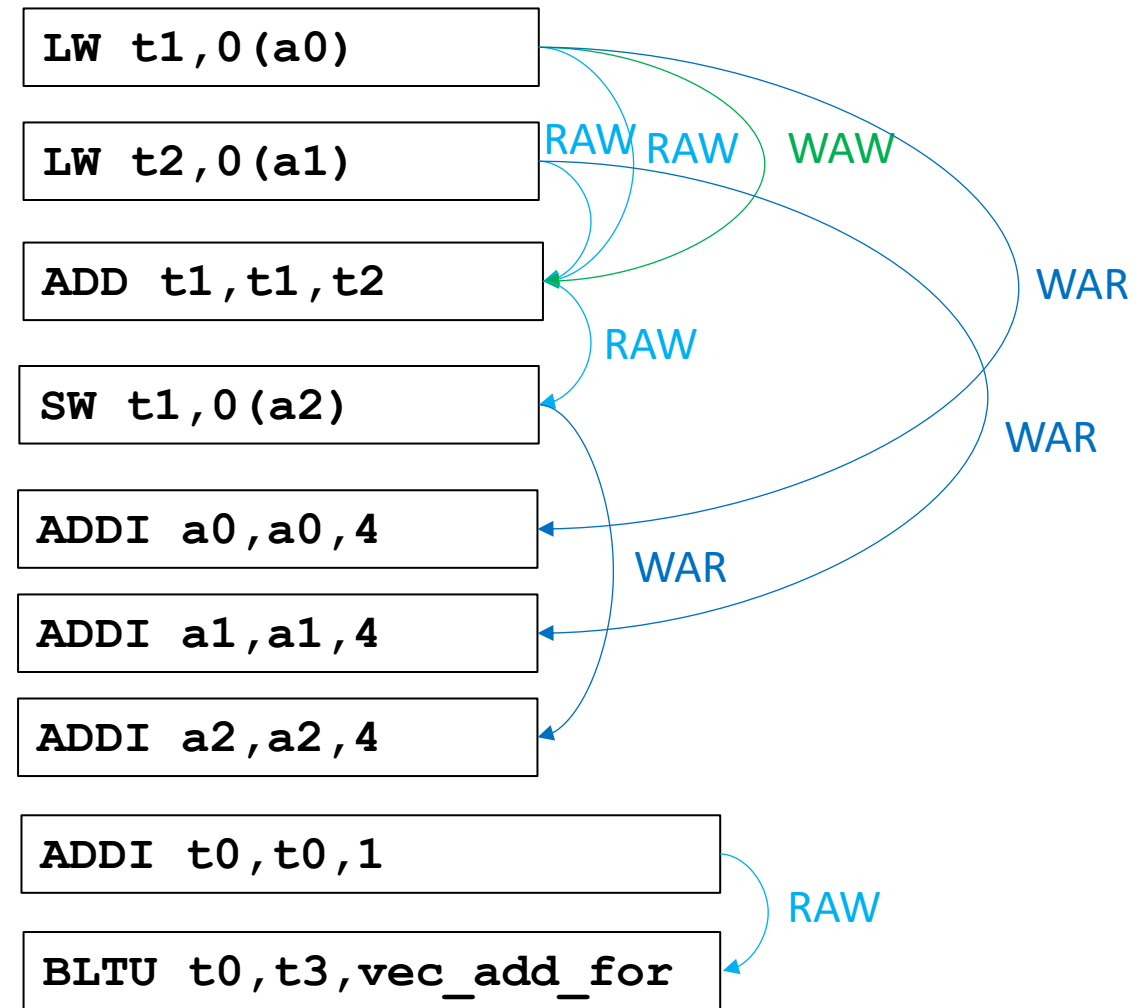 LW t1,0(a0)
LW t2,0(a1)
RAW RAW WAW
ADD t1,t1,t2
WAR
RAW
SW t1,0(a2)
WAR
ADDI a0,a0,4
WAR
ADDI a1,a1,4
ADDI a2,a2,4
ADDI t0,t0,1
RAW
BLTU t0,t3,vec_add_for